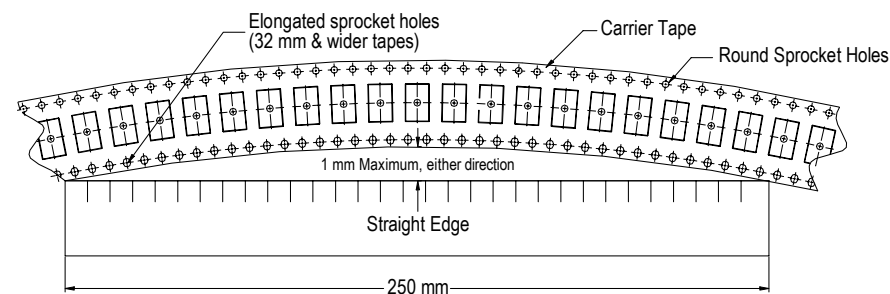 Elongated sprocket holes
(32 mm & wider tapes)
Carrier Tape
Round Sprocket Holes
1 mm Maximum, either direction
Straight Edge
250 mm